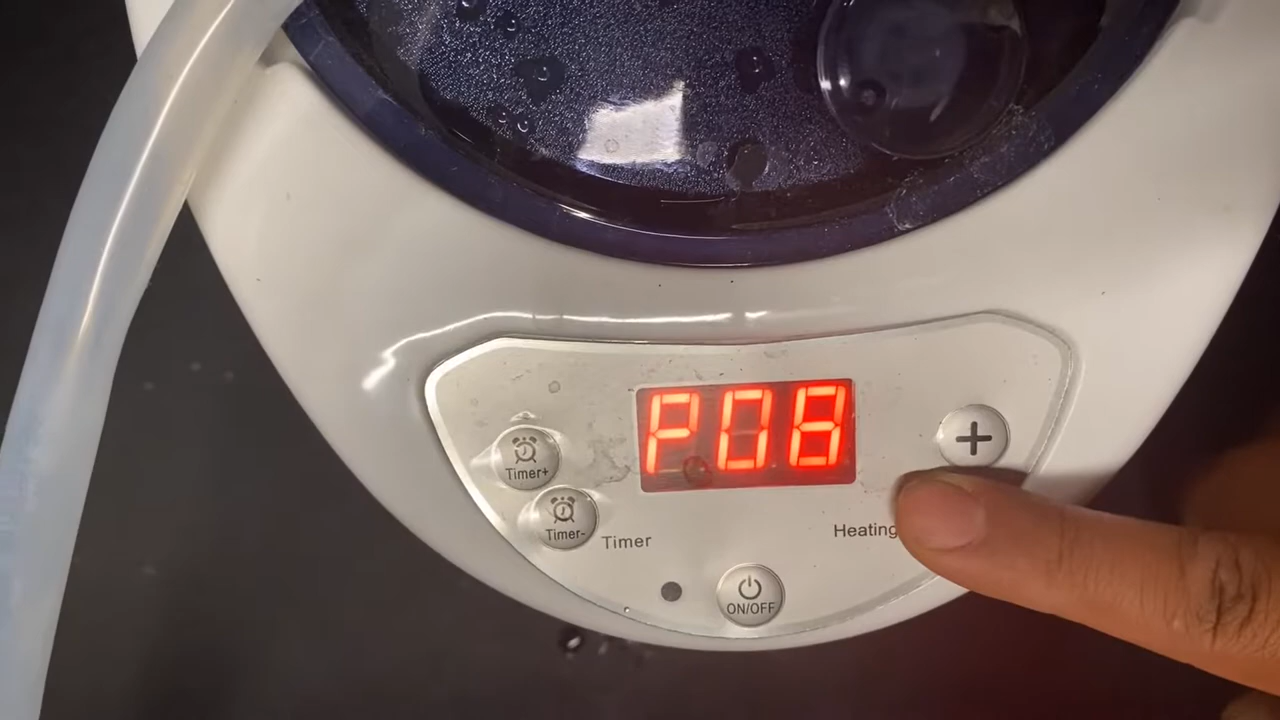 P08
+
Timer+
Timer-
Timer
Heating
ON/OFF